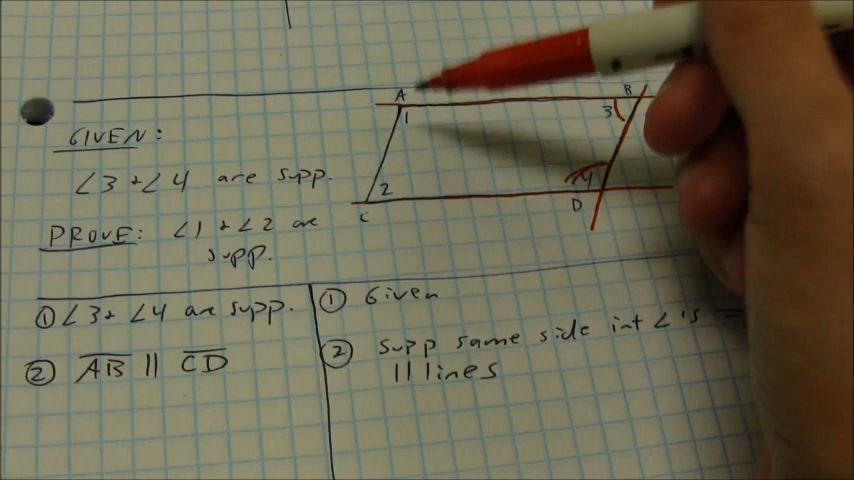 GIVEN:
∠3 + ∠4 are supp.
PROVE: ∠1 + ∠2 are
supp.
A
B
1
3
2
4
C
D
① ∠3 + ∠4 are supp.
① Given
② AB || CD
② Supp same side int ∠'s =
|| lines